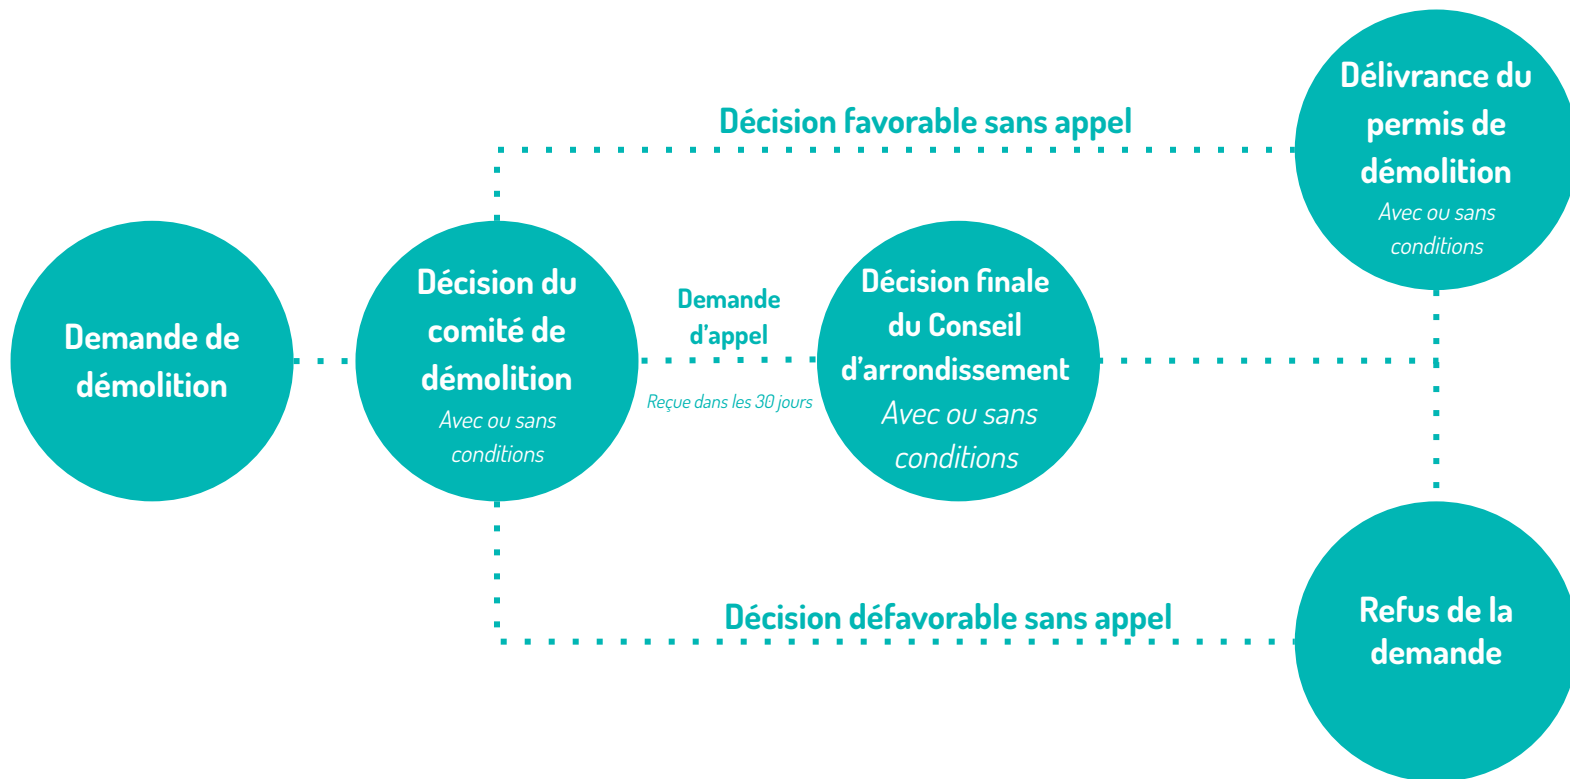 Demande de
démolition
Décision du
comité de
démolition
Avec ou sans
conditions
Décision favorable sans appel
Demande
d'appel
Reçue dans les 30 jours
Décision finale
du Conseil
d'arrondissement
Avec ou sans
conditions
Décision défavorable sans appel
Délivrance du
permis de
démolition
Avec ou sans
conditions
Refus de la
demande